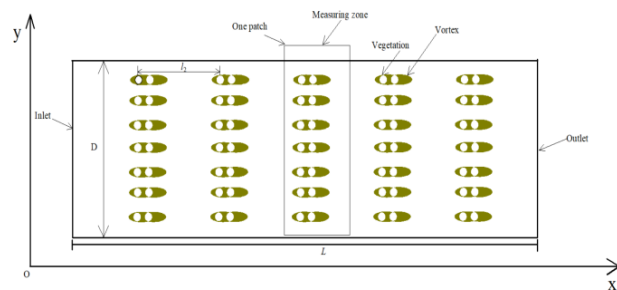 y
One patch
Measuring zone
Vegetation
Vortex
l2
Inlet
D
Outlet
L
O
x